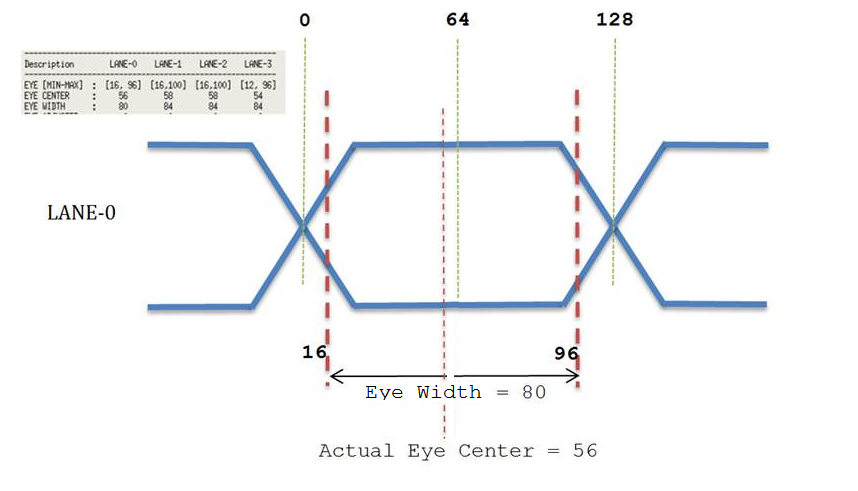 0 64 128
Description LANE-0 LANE-1 LANE-2 LANE-3
EYE [MIN-MAX] : [16, 96] [16,100] [16,100] [12, 96]
EYE CENTER : 56 58 58 54
EYE WIDTH : 80 84 84 84
LANE-0
16 96
Eye Width = 80
Actual Eye Center = 56